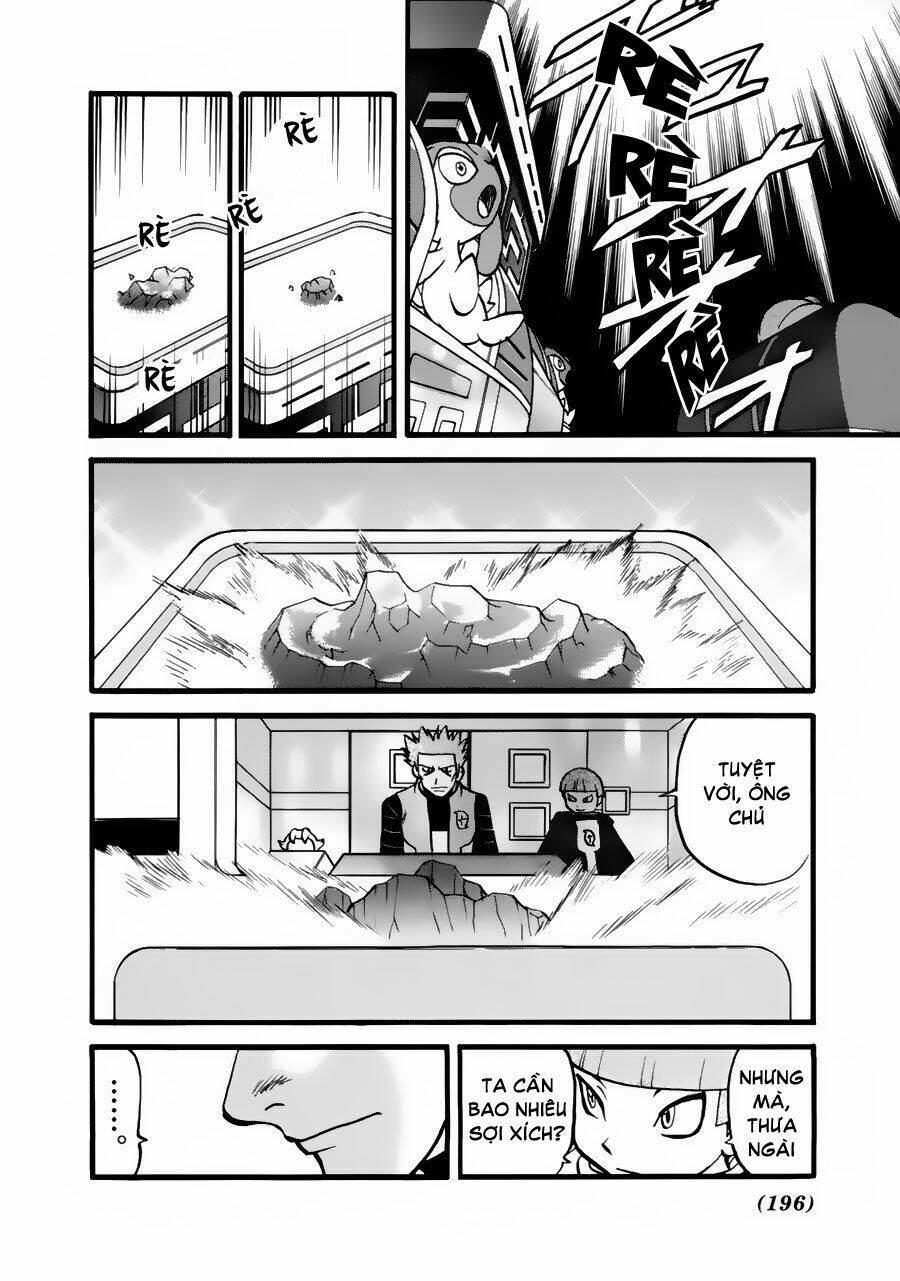 RÈ
RÈ
RÈ
RÈ
RÈ
RÈ
RÈ
RÈ
TUYỆT
VỜI, ÔNG
CHỦ
NHƯNG
MÀ,
THƯA
NGÀI
TA CẦN
BAO NHIÊU
SỢI XÍCH?
.......
(196)